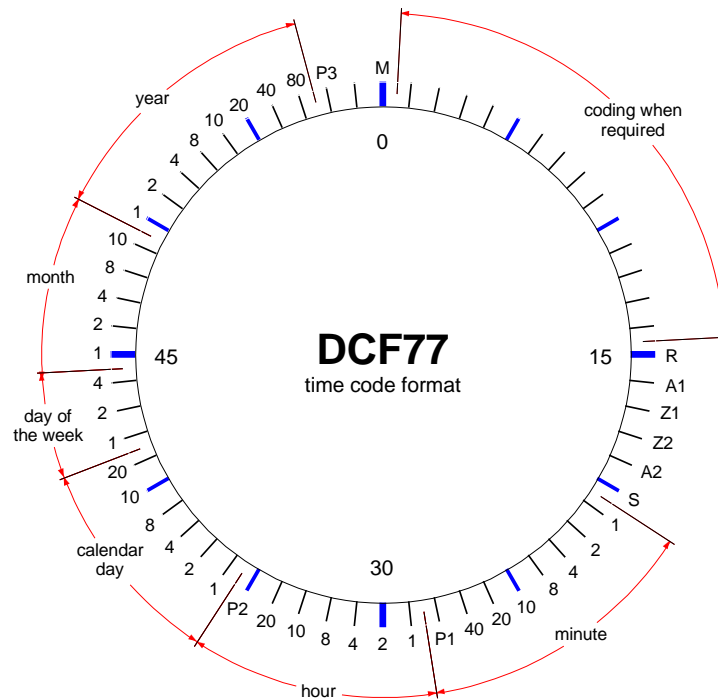 M
0
coding when
required
15
R
A1
Z1
Z2
A2
S
1
2
4
8
10
20
40
P1
minute
30
1
2
4
8
10
20
P2
hour
1
2
4
8
10
20
calendar
day
1
2
4
day of
the week
45
1
2
4
8
10
month
1
2
4
8
10
20
40
80
P3
year
DCF77
time code format